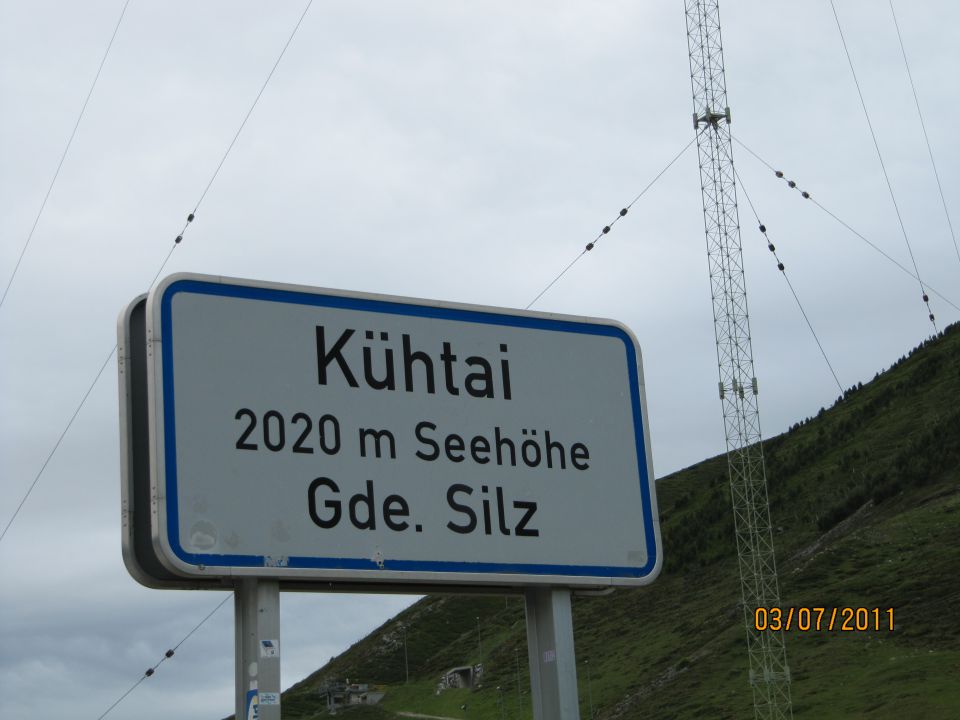 Kühtai
2020 m Seehöhe
Gde. Silz
03/07/2011